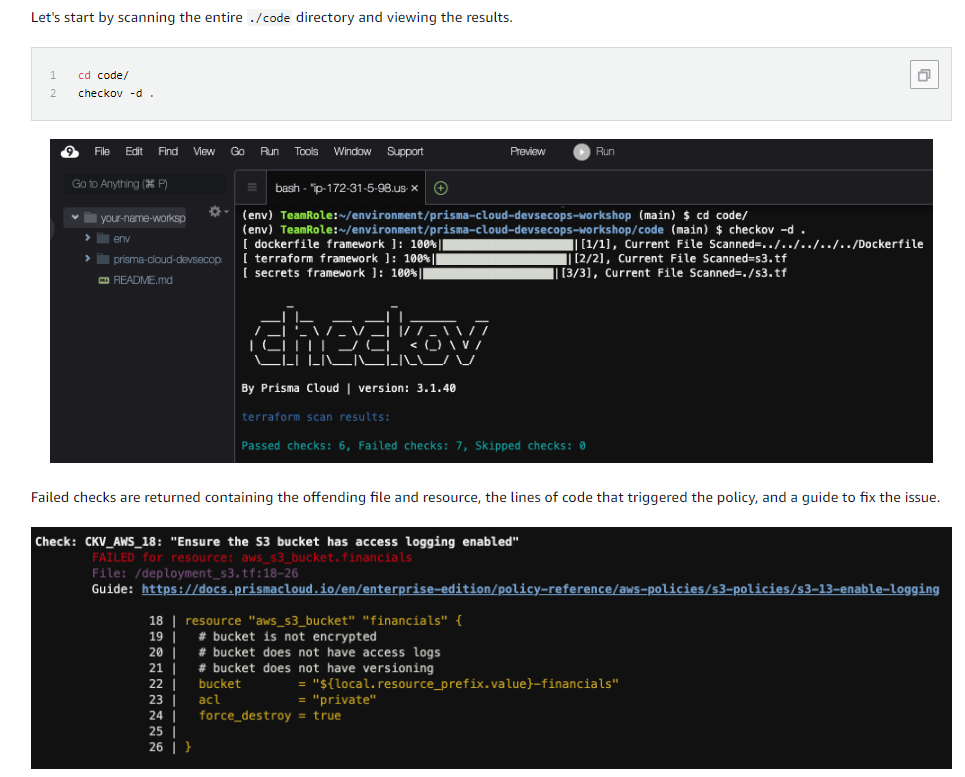 Let's start by scanning the entire ./code directory and viewing the results.
1 cd code/
2 checkov -d .
9 File Edit Find View Go Run Tools Window Support Preview Run
Go to Anything (⌘ P)
bash - "ip-172-31-5-98.us- ×
your-name-worksp
env
prisma-cloud-devsecop
README.md
(env) TeamRole:~/environment/prisma-cloud-devsecops-workshop (main) $ cd code/
(env) TeamRole:~/environment/prisma-cloud-devsecops-workshop/code (main) $ checkov -d .
[ dockerfile framework ]: 100%|████████████████████|[1/1], Current File Scanned=../../../../../Dockerfile
[ terraform framework ]: 100%|████████████████████|[2/2], Current File Scanned=s3.tf
[ secrets framework ]: 100%|████████████████████|[3/3], Current File Scanned=./s3.tf
checkov
By Prisma Cloud | version: 3.1.40
terraform scan results:
Passed checks: 6, Failed checks: 7, Skipped checks: 0
Failed checks are returned containing the offending file and resource, the lines of code that triggered the policy, and a guide to fix the issue.
Check: CKV_AWS_18: "Ensure the S3 bucket has access logging enabled"
FAILED for resource: aws_s3_bucket.financials
File: /deployment_s3.tf:18-26
Guide: https://docs.prismacloud.io/en/enterprise-edition/policy-reference/aws-policies/s3-policies/s3-13-enable-logging
18 | resource "aws_s3_bucket" "financials" {
19 | # bucket is not encrypted
20 | # bucket does not have access logs
21 | # bucket does not have versioning
22 | bucket = "${local.resource_prefix.value}-financials"
23 | acl = "private"
24 | force_destroy = true
25 |
26 | }